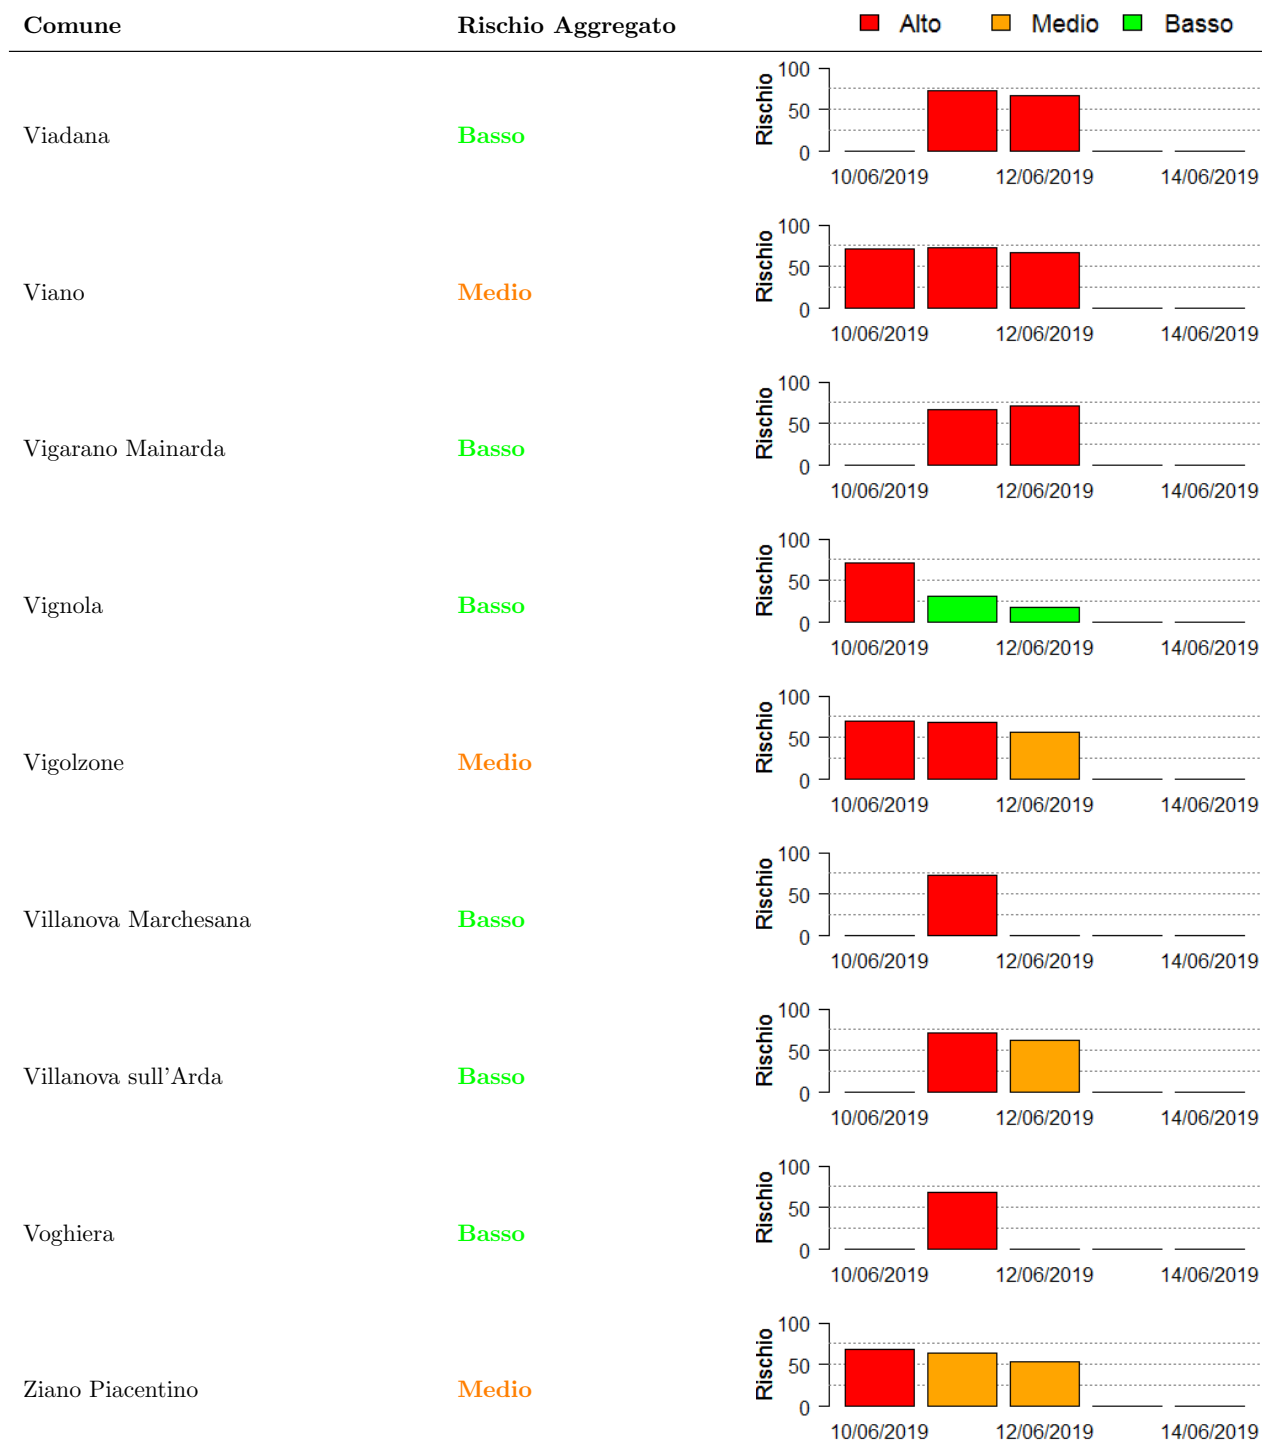 Comune Rischio Aggregato Alto Medio Basso
Viadana Basso Rischio 100 50 0
10/06/2019 12/06/2019 14/06/2019
Viano Medio Rischio 100 50 0
10/06/2019 12/06/2019 14/06/2019
Vigarano Mainarda Basso Rischio 100 50 0
10/06/2019 12/06/2019 14/06/2019
Vignola Basso Rischio 100 50 0
10/06/2019 12/06/2019 14/06/2019
Vigolzone Medio Rischio 100 50 0
10/06/2019 12/06/2019 14/06/2019
Villanova Marchesana Basso Rischio 100 50 0
10/06/2019 12/06/2019 14/06/2019
Villanova sull'Arda Basso Rischio 100 50 0
10/06/2019 12/06/2019 14/06/2019
Voghiera Basso Rischio 100 50 0
10/06/2019 12/06/2019 14/06/2019
Ziano Piacentino Medio Rischio 100 50 0
10/06/2019 12/06/2019 14/06/2019